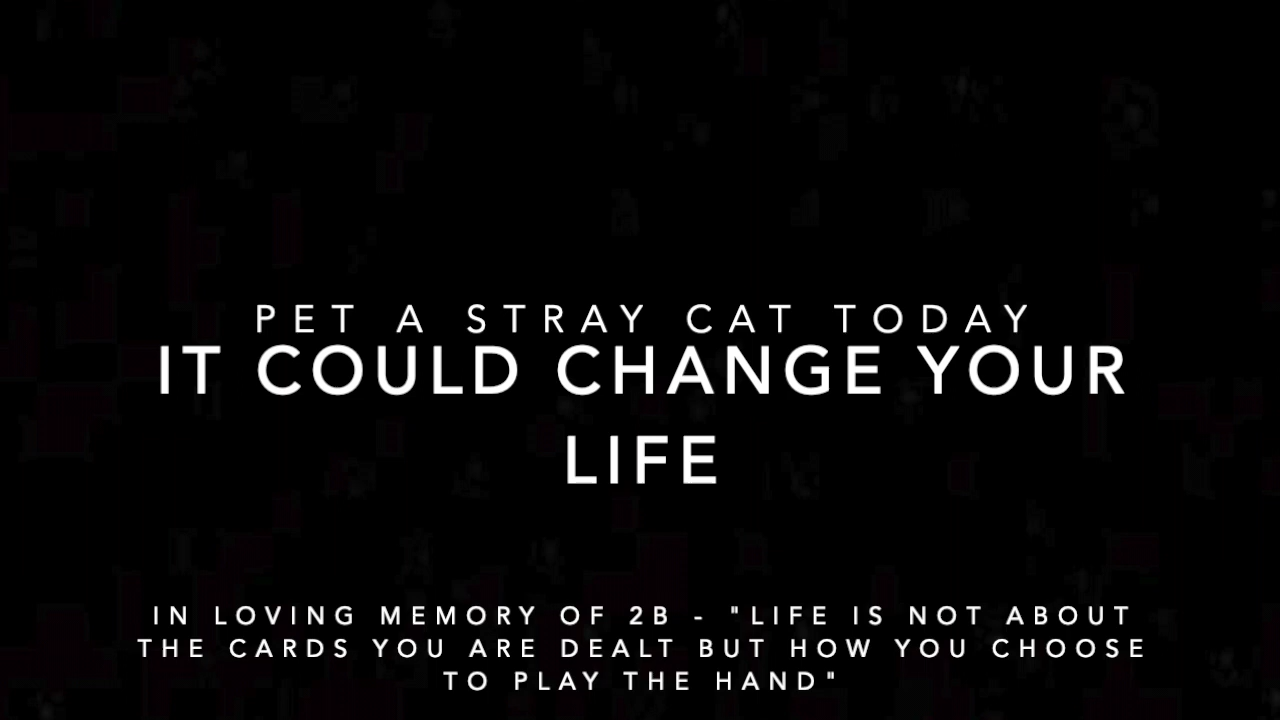 PET A STRAY CAT TODAY
IT COULD CHANGE YOUR
LIFE
IN LOVING MEMORY OF 2B - "LIFE IS NOT ABOUT
THE CARDS YOU ARE DEALT BUT HOW YOU CHOOSE
TO PLAY THE HAND"